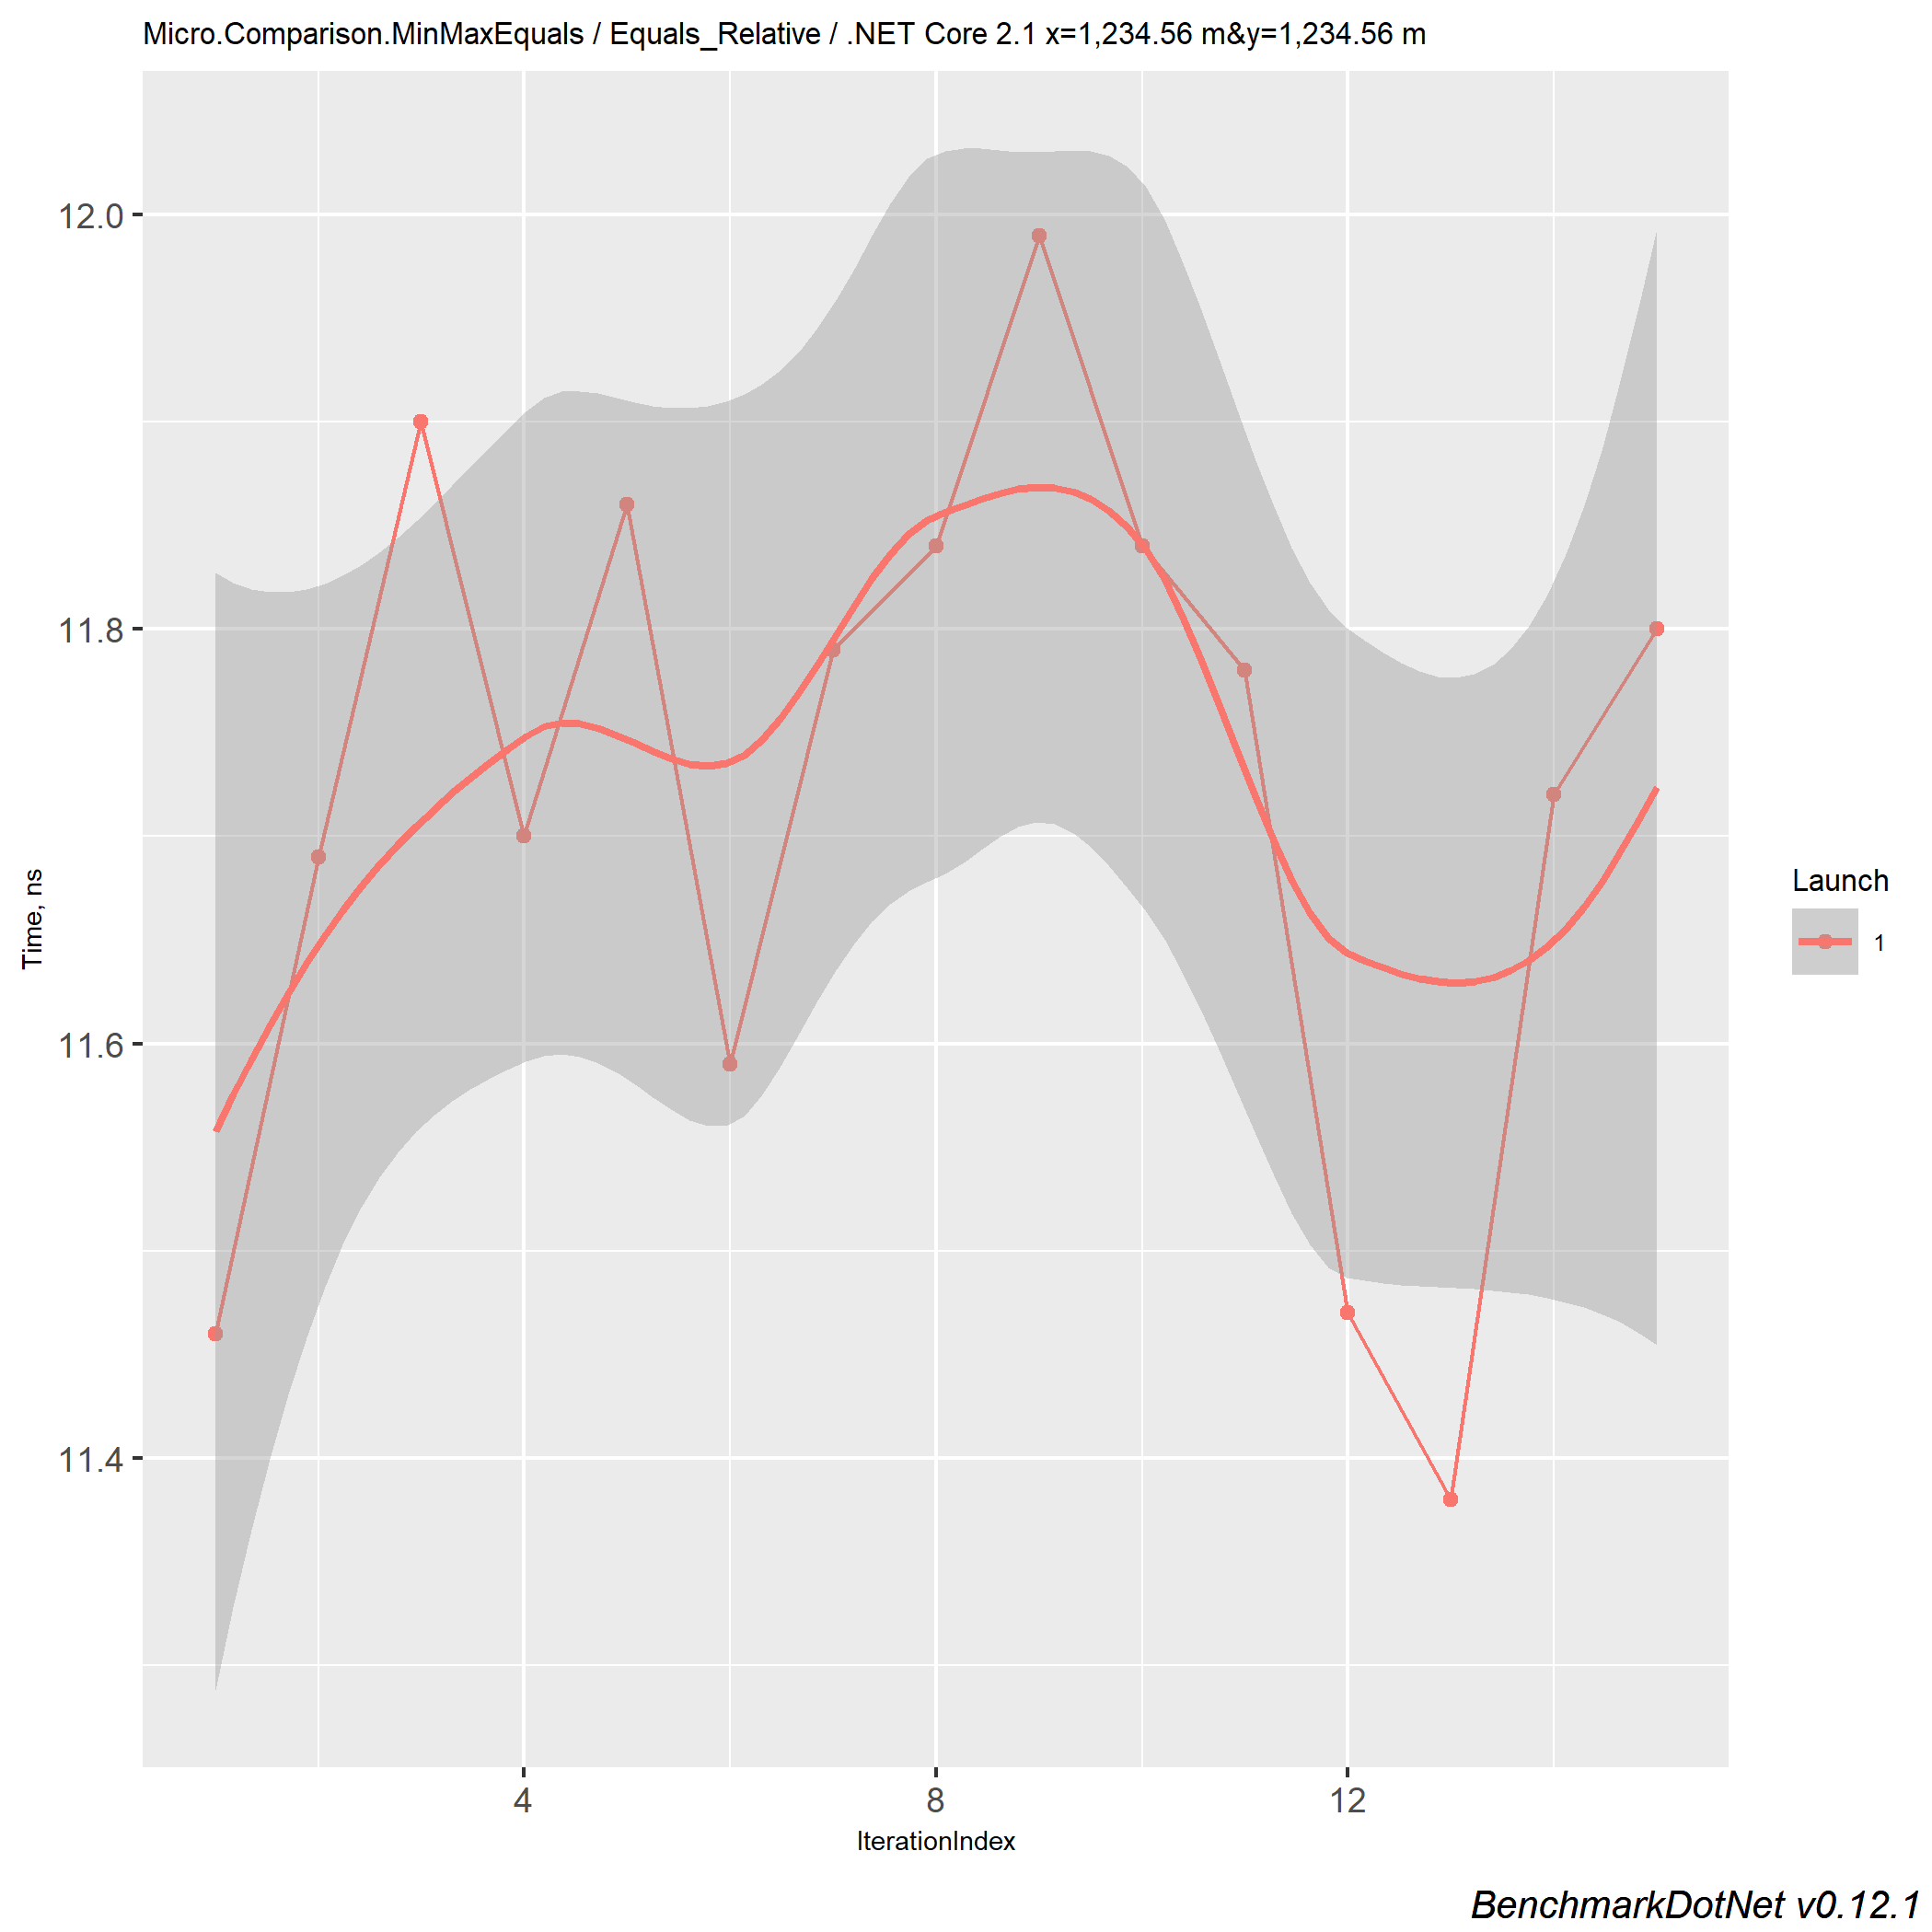 Micro.Comparison.MinMaxEquals / Equals_Relative / .NET Core 2.1 x=1,234.56 m&y=1,234.56 m
12.0
11.8
11.6
11.4
Time, ns
4 8 12
IterationIndex
Launch
1
BenchmarkDotNet v0.12.1